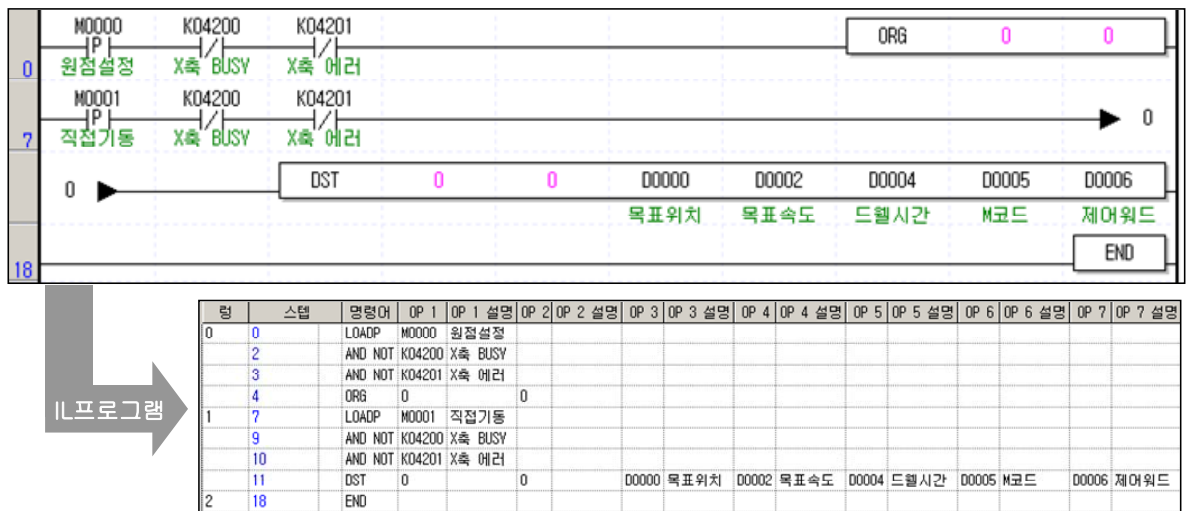 M0000 K04200 K04201 ORG 0 0
P
0 원점설정 X축 BUSY X축 에러
M0001 K04200 K04201
P 0
7 직접기동 X축 BUSY X축 에러
0 DST 0 0 D0000 D0002 D0004 D0005 D0006
목표위치 목표속도 드웰시간 M코드 제어워드
END
18
IL프로그램
렁 스텝 명령어 OP 1 OP 1 설명 OP 2 OP 2 설명 OP 3 OP 3 설명 OP 4 OP 4 설명 OP 5 OP 5 설명 OP 6 OP 6 설명 OP 7 OP 7 설명
0 0 LOADP M0000 원점설정
2 AND NOT K04200 X축 BUSY
3 AND NOT K04201 X축 에러
4 ORG 0 0
1 7 LOADP M0001 직접기동
9 AND NOT K04200 X축 BUSY
10 AND NOT K04201 X축 에러
11 DST 0 0 D0000 목표위치 D0002 목표속도 D0004 드웰시간 D0005 M코드 D0006 제어워드
2 18 END